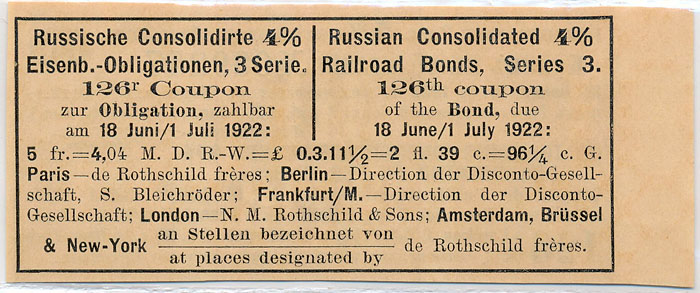 Russische Consolidirte 4%
Eisenb.-Obligationen, 3 Serie.
126r Coupon
zur Obligation, zahlbar
am 18 Juni/1 Juli 1922:
Russian Consolidated 4%
Railroad Bonds, Series 3.
126th coupon
of the Bond, due
18 June/1 July 1922:
5 fr.=4,04 M. D. R.-W.=£ 0.3.11½=2 fl. 39 c.=96¼ c. G.
Paris—de Rothschild frères; Berlin—Direction der Disconto-Gesell-
schaft, S. Bleichröder; Frankfurt/M.—Direction der Disconto-
Gesellschaft; London—N. M. Rothschild & Sons; Amsterdam, Brüssel
& New-York an Stellen bezeichnet von de Rothschild frères.
at places designated by